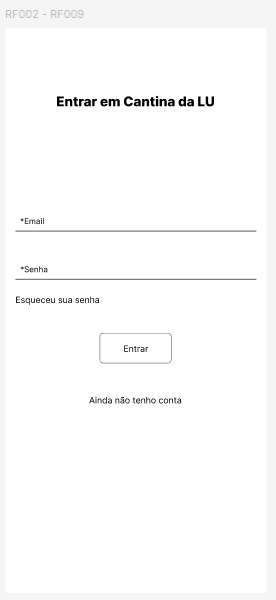 RF002 - RF009
Entrar em Cantina da LU
*Email
*Senha
Esqueceu sua senha
Entrar
Ainda não tenho conta